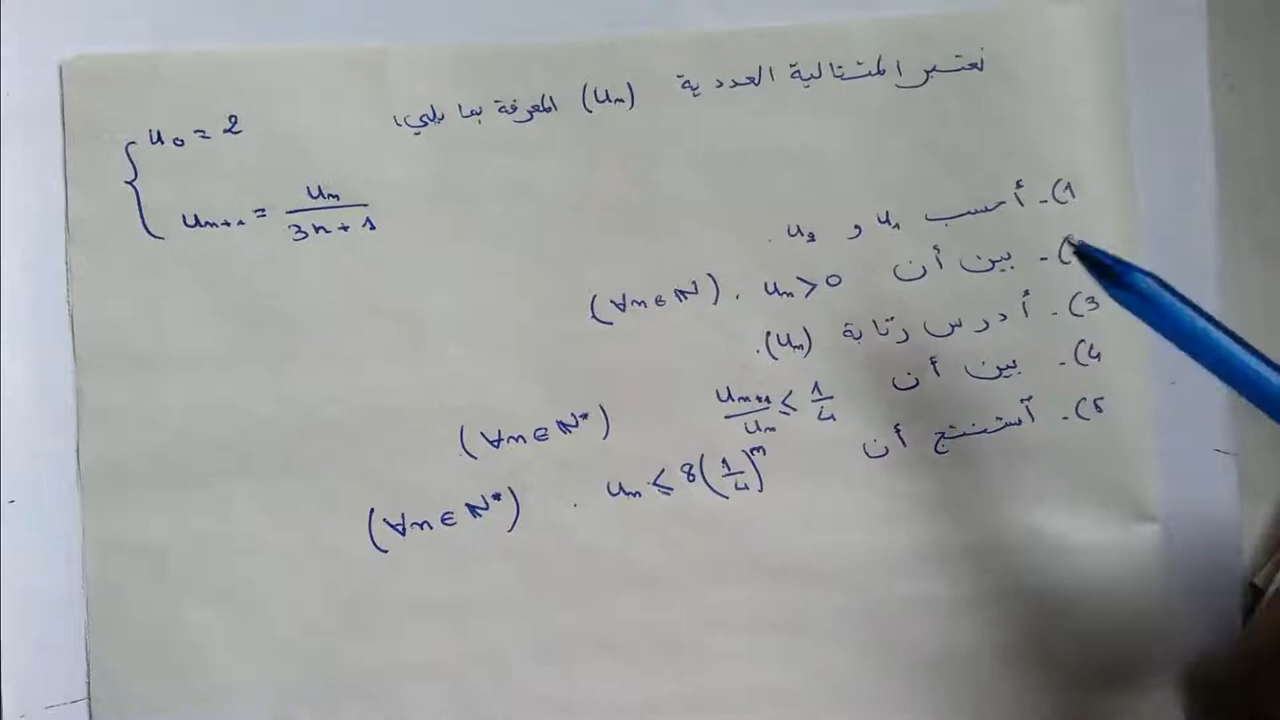 نعتبر المتتالية العددية (uₙ) المعرفة بما يلي:
{ u₀ = 2
uₙ₊₁ = uₙ / (3n+1)
1)- أحسب u₁ و u₂.
)- بين أن uₙ > 0 . (∀n ∈ ℕ)
3)- أدرس رتابة (uₙ).
4)- بين أن uₙ₊₁/uₙ ≤ 1/4 (∀n ∈ ℕ*)
5)- آستنتج أن uₙ ≤ 8(1/4)ⁿ . (∀n ∈ ℕ*)